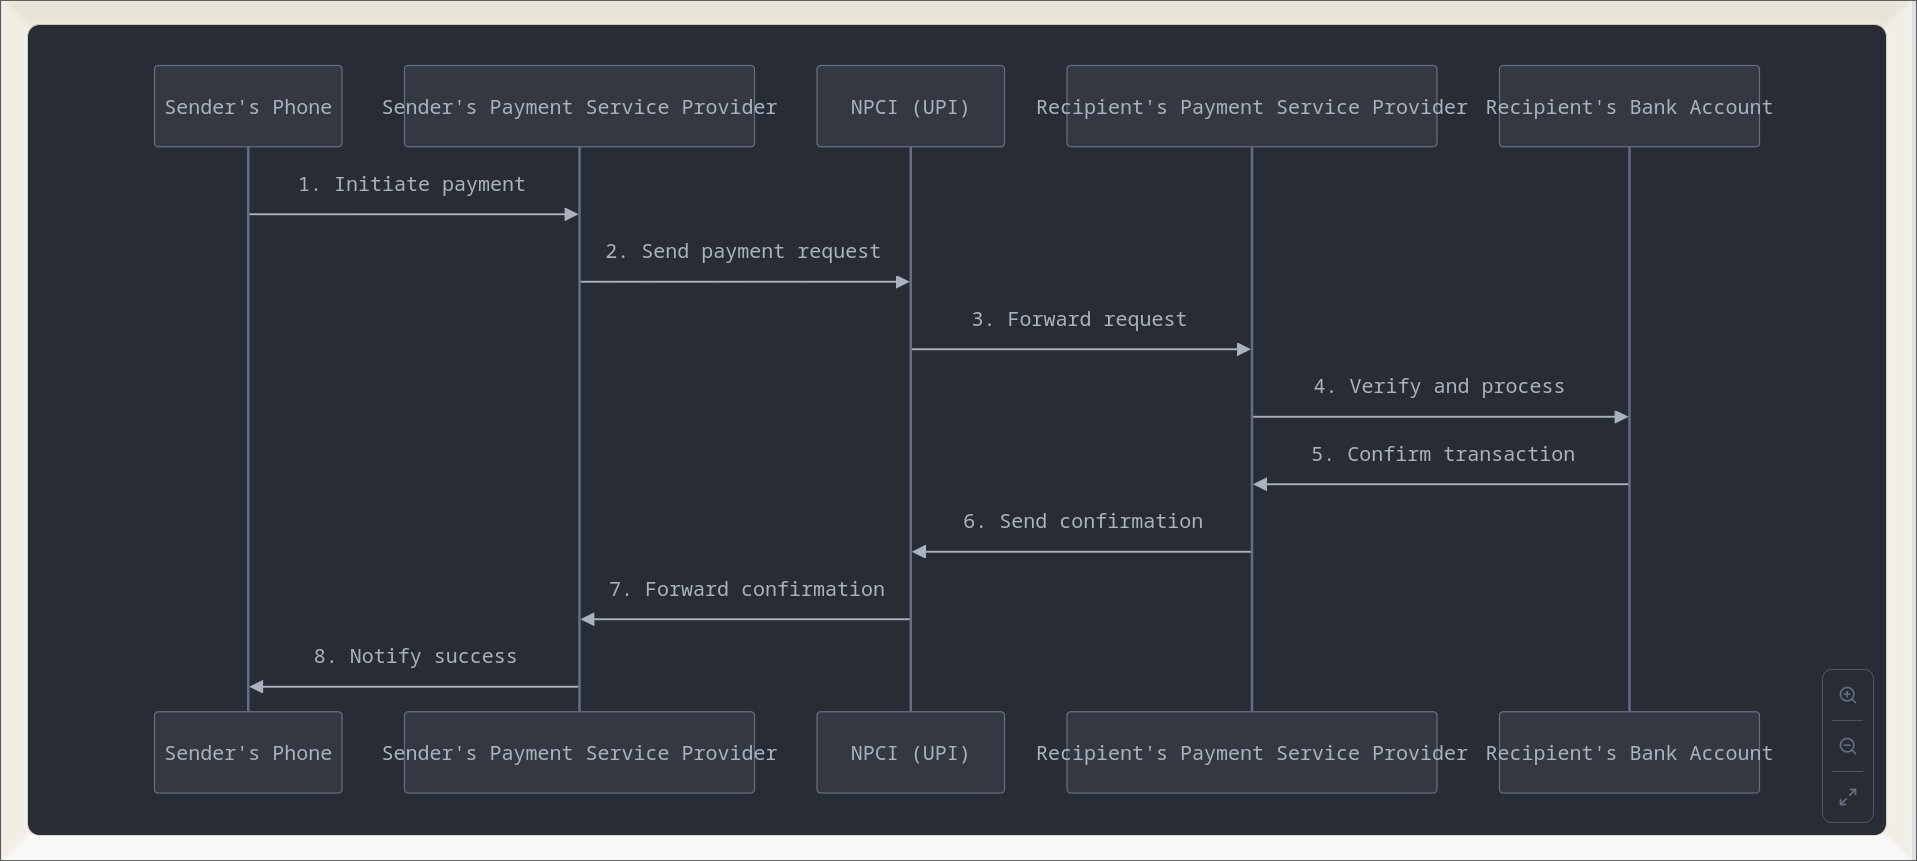 Sender's Phone
Sender's Payment Service Provider
NPCI (UPI)
Recipient's Payment Service Provider
Recipient's Bank Account
1. Initiate payment
2. Send payment request
3. Forward request
4. Verify and process
5. Confirm transaction
6. Send confirmation
7. Forward confirmation
8. Notify success
Sender's Phone
Sender's Payment Service Provider
NPCI (UPI)
Recipient's Payment Service Provider
Recipient's Bank Account